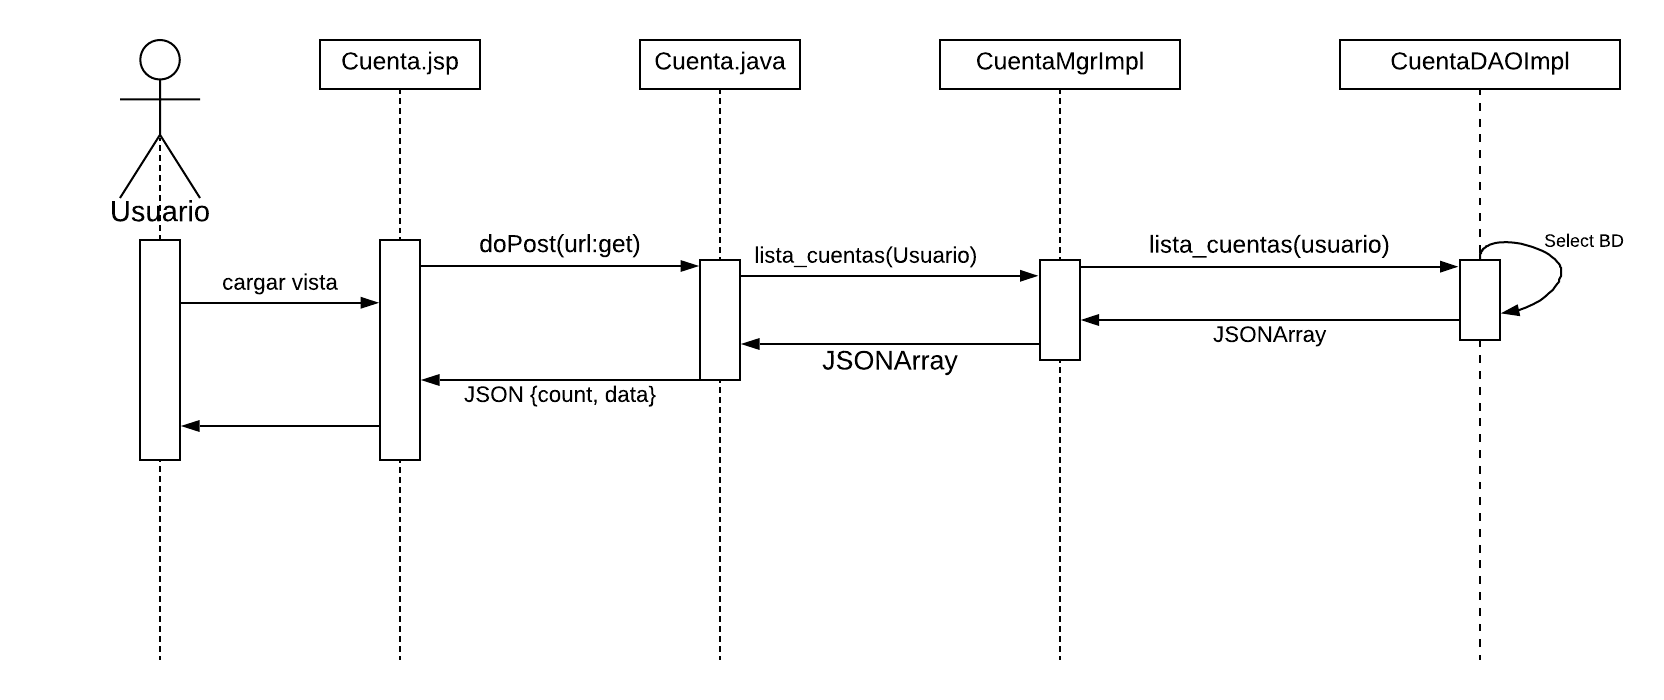 Cuenta.jsp
Cuenta.java
CuentaMgrImpl
CuentaDAOImpl
Usuario
doPost(url:get)
lista_cuentas(Usuario)
lista_cuentas(usuario)
Select BD
cargar vista
JSONArray
JSONArray
JSON {count, data}